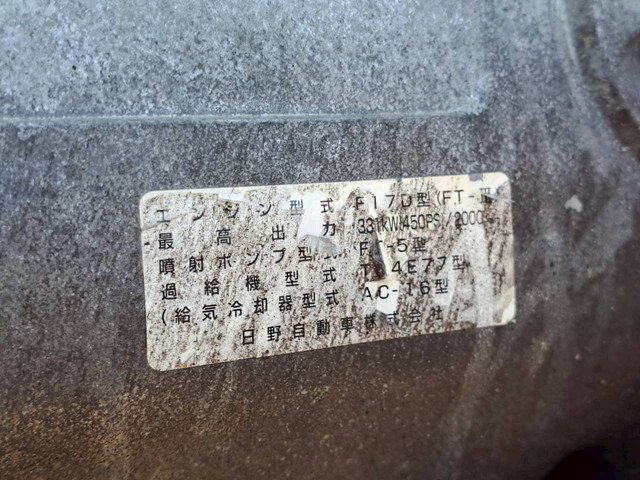 エンジン型式 F17D型(FT-
最高出力 331KW(450PS)/2000
噴射ポンプ型式 -5型
過給機型式 4E77型
(給気冷却器型式 AC-16型
日野自動車株式会社